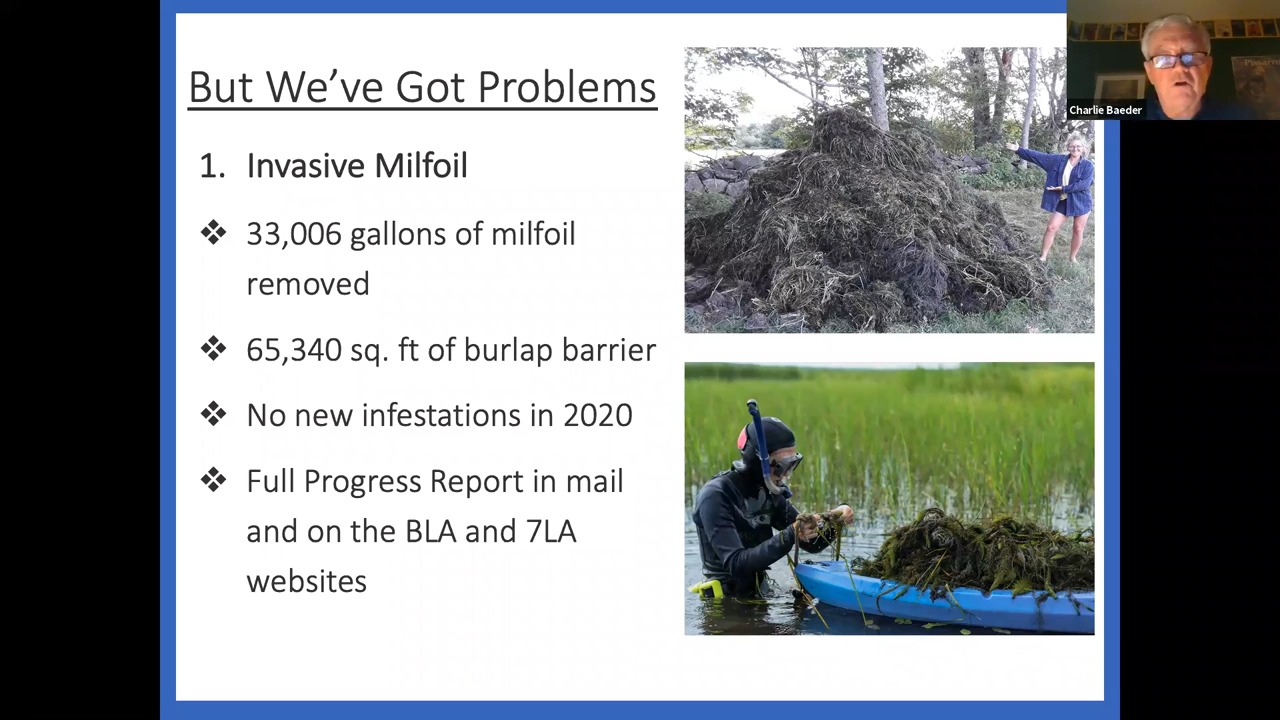 But We've Got Problems
1. Invasive Milfoil
❖ 33,006 gallons of milfoil
removed
❖ 65,340 sq. ft of burlap barrier
❖ No new infestations in 2020
❖ Full Progress Report in mail
and on the BLA and 7LA
websites
Charlie Baeder